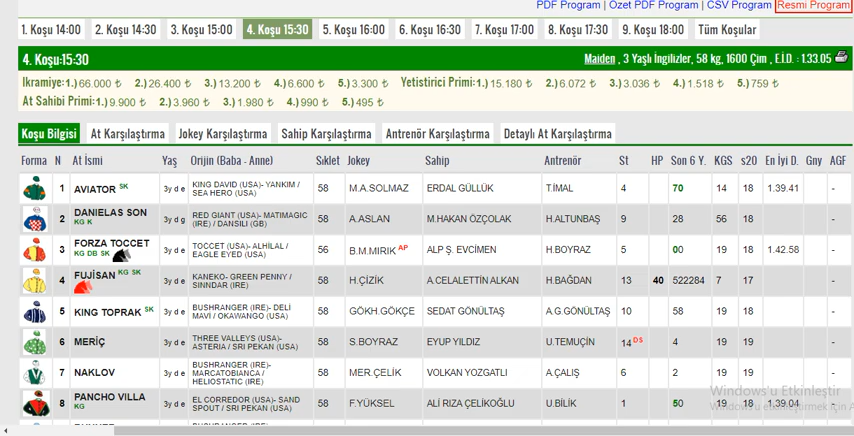 PDF Program | Özet PDF Program | CSV Program Resmi Program
1. Koşu 14:00 2. Koşu 14:30 3. Koşu 15:00 4. Koşu 15:30 5. Koşu 16:00 6. Koşu 16:30 7. Koşu 17:00 8. Koşu 17:30 9. Koşu 18:00 Tüm Koşular
4. Koşu:15:30 Maiden , 3 Yaşlı İngilizler, 58 kg, 1600 Çim , E.İ.D. : 1.33.05
İkramiye:1.)66.000 ₺ 2.)26.400 ₺ 3.)13.200 ₺ 4.)6.600 ₺ 5.)3.300 ₺ Yetistirici Primi:1.)15.180 ₺ 2.)6.072 ₺ 3.)3.036 ₺ 4.)1.518 ₺ 5.)759 ₺
At Sahibi Primi:1.)9.900 ₺ 2.)3.960 ₺ 3.)1.980 ₺ 4.)990 ₺ 5.)495 ₺
Koşu Bilgisi At Karşılaştırma Jokey Karşılaştırma Sahip Karşılaştırma Antrenör Karşılaştırma Detaylı At Karşılaştırma
Forma N At İsmi Yaş Orijin (Baba - Anne) Sıklet Jokey Sahip Antrenör St HP Son 6 Y. KGS s20 En İyi D. Gny AGF
1 AVIATOR SK 3y d e KING DAVID (USA)- YANKIM / SEA HERO (USA) 58 M.A.SOLMAZ ERDAL GÜLLÜK T.İMAL 4 70 14 18 1.39.41 -
2 DANIELAS SON KG K 3y d g RED GIANT (USA)- MATIMAGIC (IRE) / DANSILI (GB) 58 A.ASLAN M.HAKAN ÖZÇOLAK H.ALTUNBAŞ 9 28 56 18 -
3 FORZA TOCCET KG DB SK 3y d e TOCCET (USA)- ALHILAL / EAGLE EYED (USA) 56 B.M.MIRIK AP ALP Ş. EVCİMEN H.BOYRAZ 5 00 19 18 1.42.58 -
4 FUJİSAN KG SK 3y d e KANEKO- GREEN PENNY / SINNDAR (IRE) 58 H.ÇİZİK A.CELALETTİN ALKAN H.BAĞDAN 13 40 522284 7 17 -
5 KING TOPRAK SK 3y d e BUSHRANGER (IRE)- DELİ MAVİ / OKAWANGO (USA) 58 GÖKH.GÖKÇE SEDAT GÖNÜLTAŞ A.G.GÖNÜLTAŞ 10 58 19 18 -
6 MERİÇ 3y d e THREE VALLEYS (USA)- ASTERIA / SRI PEKAN (USA) 58 S.BOYRAZ EYUP YILDIZ U.TEMUÇİN 14 DS 4 19 19 -
7 NAKLOV 3y d e BUSHRANGER (IRE)- MARCATOBIANCA / HELIOSTATIC (IRE) 58 MER.ÇELİK VOLKAN YOZGATLI A.ÇALIŞ 6 2 19 19 -
8 PANCHO VILLA KG 3y d e EL CORREDOR (USA)- SAND SPOUT / SRI PEKAN (USA) 58 F.YÜKSEL ALİ RIZA ÇELİKOĞLU U.BİLİK 1 50 19 18 1.39.04 -
Windows'u Etkinleştir
Windows'u etkinleştirmek için A